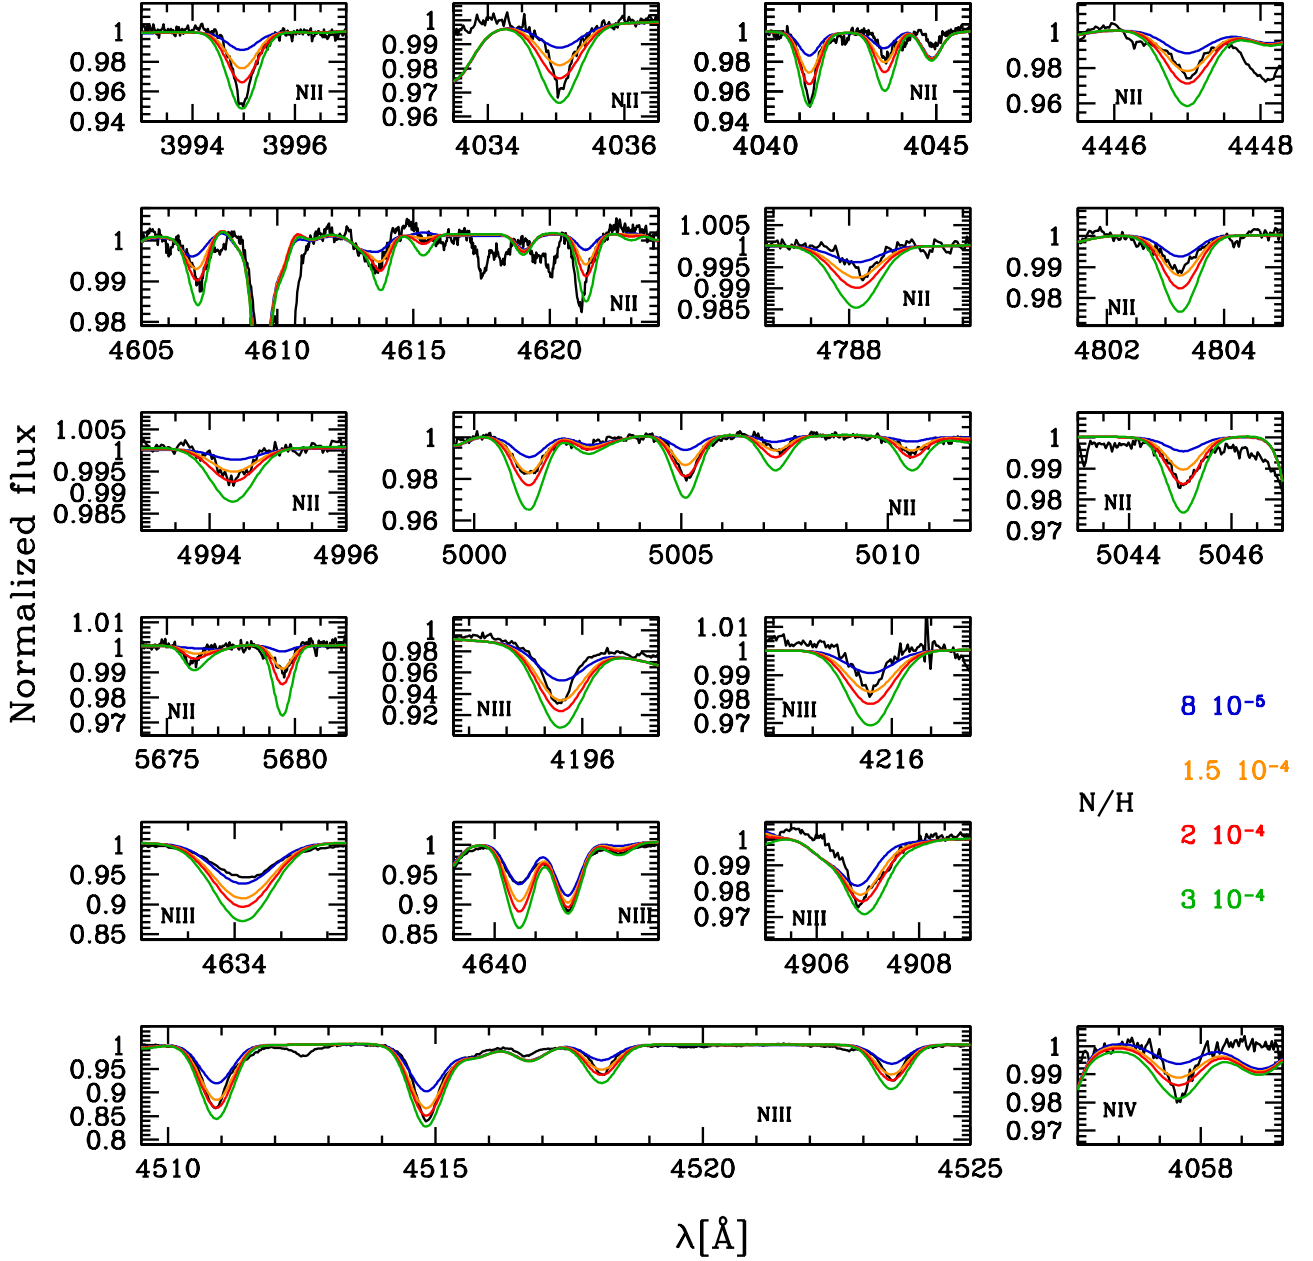 1 0.98 0.96 0.94 NII 3994 3996
1 0.99 0.98 0.97 0.96 NII 4034 4036
1 0.98 0.96 0.94 NII 4040 4045
1 0.98 0.96 NII 4446 4448
1 0.99 0.98 NII 4605 4610 4615 4620
1.005 1 0.995 0.99 0.985 NII 4788
1 0.99 0.98 NII 4802 4804
Normalized flux
1.005 1 0.995 0.99 0.985 NII 4994 4996
1 0.98 0.96 NII 5000 5005 5010
1 0.99 0.98 0.97 NII 5044 5046
1.01 1 0.99 0.98 0.97 NII 5675 5680
1 0.98 0.96 0.94 0.92 NIII 4196
1.01 1 0.99 0.98 0.97 NIII 4216
8 10⁻⁵
1.5 10⁻⁴
N/H
2 10⁻⁴
3 10⁻⁴
1 0.95 0.9 0.85 NIII 4634
1 0.95 0.9 0.85 NIII 4640
1 0.99 0.98 0.97 NIII 4906 4908
1 0.95 0.9 0.85 0.8 NIII 4510 4515 4520 4525
1 0.99 0.98 0.97 NIV 4058
λ[Å]